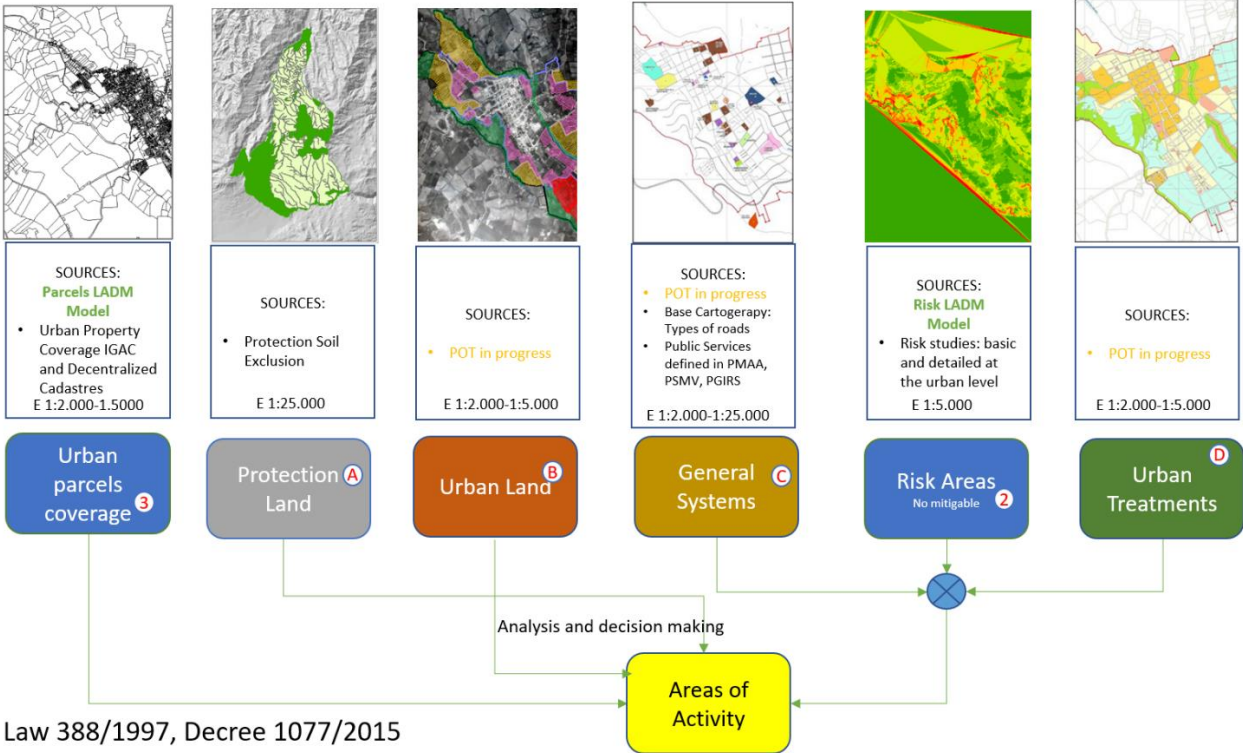 SOURCES:
Parcels LADM
Model
• Urban Property
Coverage IGAC
and Decentralized
Cadastres
E 1:2.000-1.5000
SOURCES:
• Protection Soil
Exclusion
E 1:25.000
SOURCES:
• POT in progress
E 1:2.000-1:5.000
SOURCES:
• POT in progress
• Base Cartogerapy:
Types of roads
• Public Services
defined in PMAA,
PSMV, PGIRS
E 1:2.000-1:25.000
SOURCES:
Risk LADM
Model
• Risk studies: basic
and detailed at
the urban level
E 1:5.000
SOURCES:
• POT in progress
E 1:2.000-1:5.000
Urban
parcels
coverage 3
Protection A
Land
Urban Land B
General
Systems C
Risk Areas
No mitigable 2
Urban D
Treatments
Analysis and decision making
Areas of
Activity
Law 388/1997, Decree 1077/2015